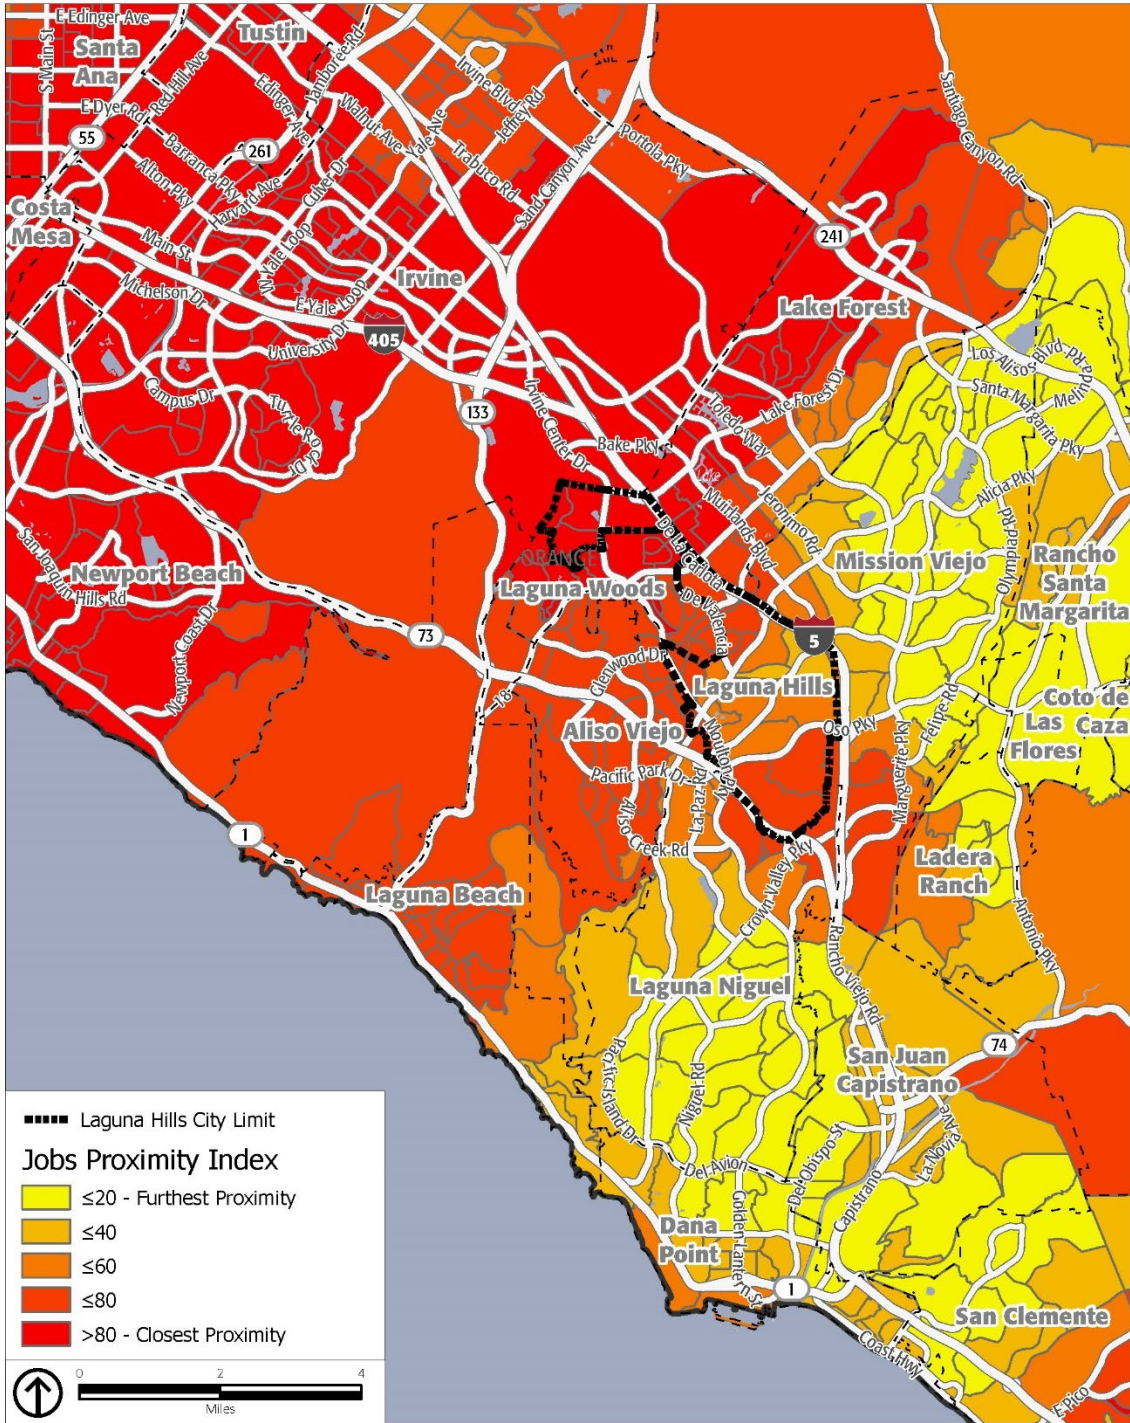 E Edinger Ave
Tustin
Santa
Ana
S Main St
Red Hill Ave
Jamboree Rd
Irvine Blvd
Jeffrey Rd
E Dyer Rd
Edinger Ave
Walnut Ave
Yale Ave
Portola Pky
Santiago Canyon Rd
55
Barranca Pky
261
Trabuco Rd
Sand Canyon Ave
Alton Pky
Harvard Ave
Culver Dr
Costa
Mesa
Main St
W Yale Loop
241
Michelson Dr
E Yale Loop
Irvine
Lake Forest
405
University Dr
Los Alisos Blvd
Melinda Rd
Santa Margarita Pky
Campus Dr
Turtle Rock Dr
133
Irvine Center Dr
Toledo Way
Lake Forest Dr
Bake Pky
Alicia Pky
Muirlands Blvd
Jeronimo Rd
Olympiad Rd
San Joaquin Hills Rd
Newport Beach
ORANGE
Laguna Woods
De La Carlota
De Valencia
Mission Viejo
Rancho
Santa
Margarita
Newport Coast Dr
73
5
Glenwood Dr
Laguna Hills
Aliso Viejo
Moulton Pky
Oso Pky
Felipe Rd
Marguerite Pky
Coto de
Caza
Las
Flores
Pacific Park Dr
La Paz Rd
Aliso Creek Rd
1
Crown Valley Pky
Ladera
Ranch
Laguna Beach
Antonio Pky
Rancho Viejo Rd
Laguna Niguel
74
Pacific Island Dr
Niguel Rd
San Juan
Capistrano
La Novia Ave
Del Avion
Del Obispo St
Capistrano
Golden Lantern St
Dana
Point
1
San Clemente
Coast Hwy
E Pico
Laguna Hills City Limit
Jobs Proximity Index
≤20 - Furthest Proximity
≤40
≤60
≤80
>80 - Closest Proximity
0 2 4
Miles